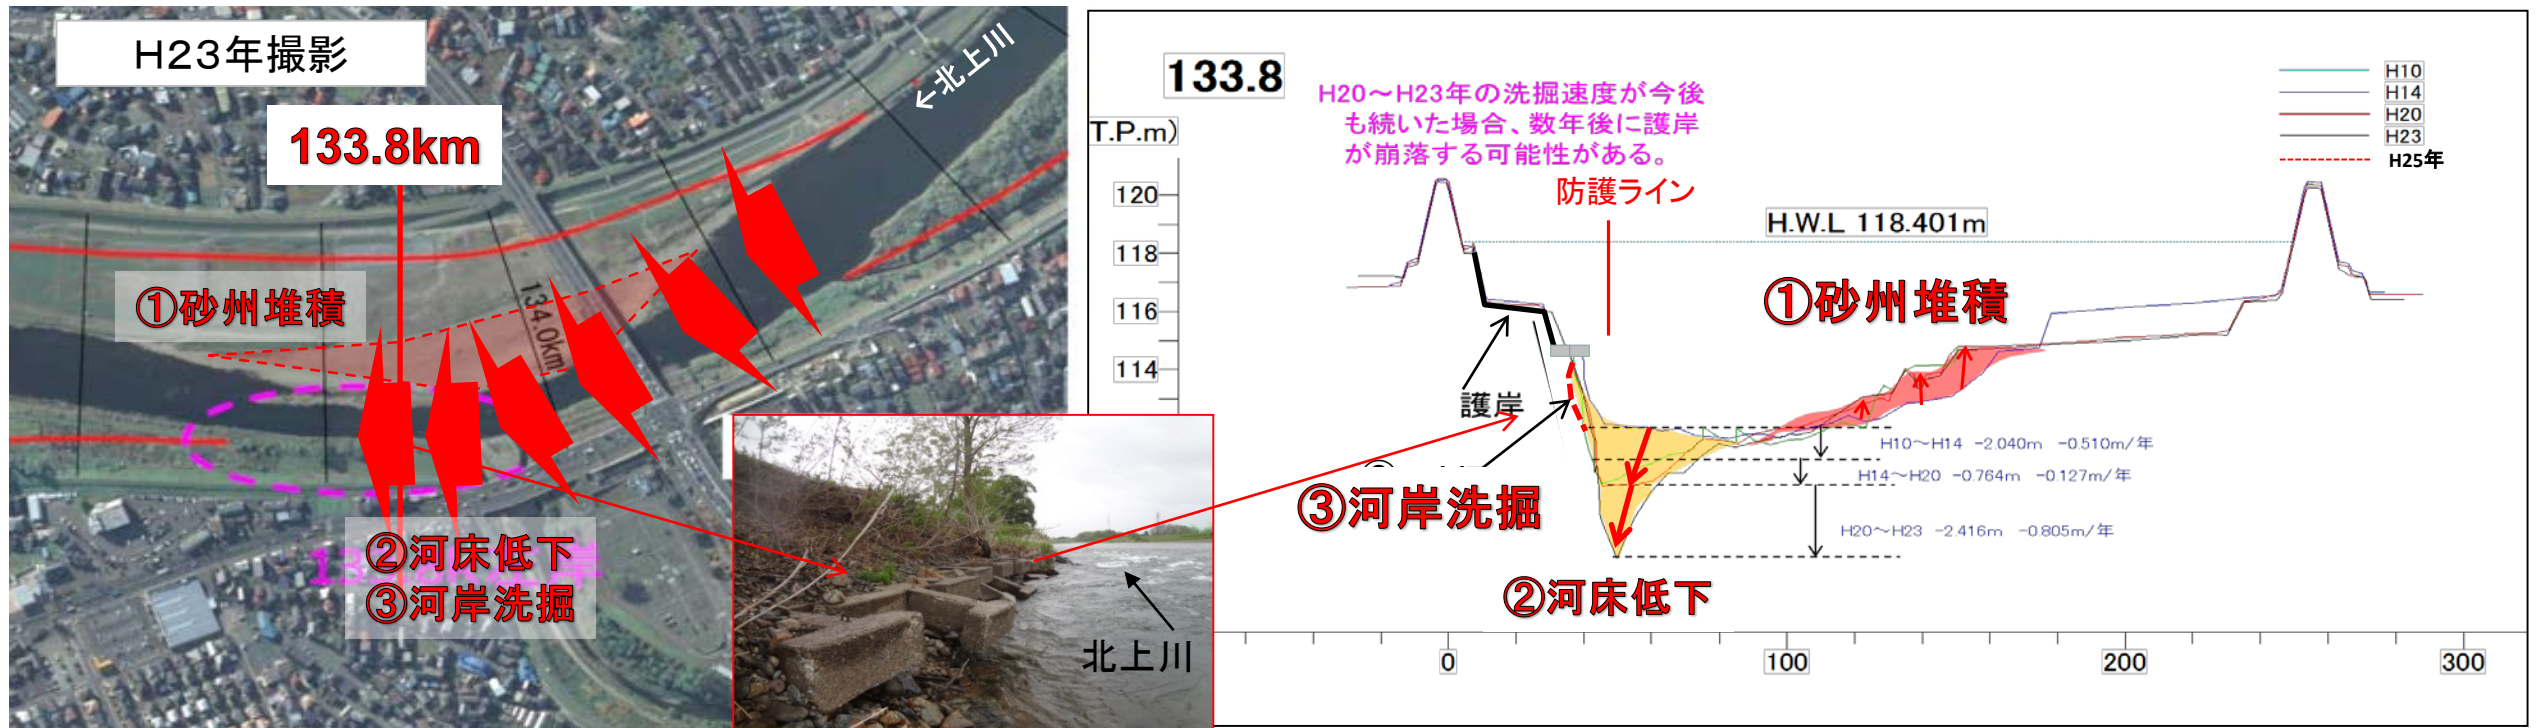 H23年撮影
133.8km
←北上川
①砂州堆積
134.0km
②河床低下
③河岸洗掘
北上川
133.8
H20～H23年の洗掘速度が今後
も続いた場合、数年後に護岸
が崩落する可能性がある。
防護ライン
T.P.m)
H10
H14
H20
H23
H25年
H.W.L 118.401m
120
118
116
114
①砂州堆積
護岸
③河岸洗掘
②河床低下
H10～H14 -2.040m -0.510m/年
H14～H20 -0.764m -0.127m/年
H20～H23 -2.416m -0.805m/年
0
100
200
300